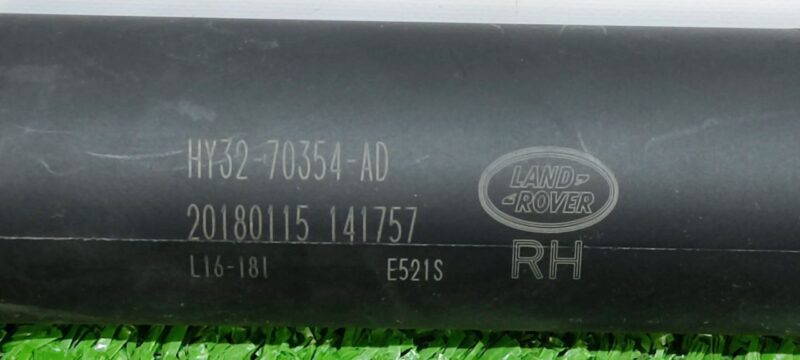 HY32-70354-AD
20180115 141757
L16-181 E521S
LAND
ROVER
RH